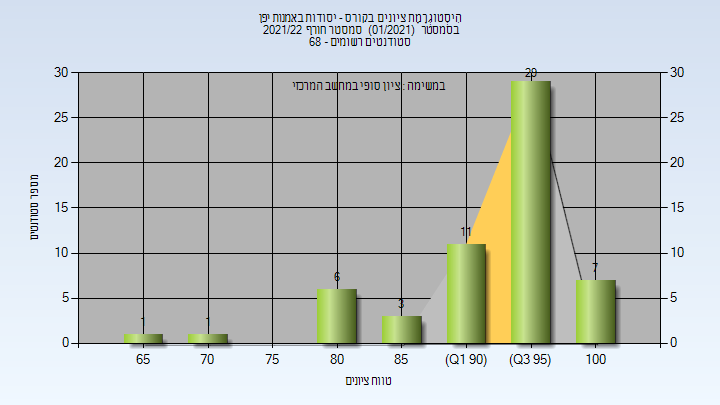 היסטוגרמת ציונים בקורס - יסודות באמנות יפן
בסמסטר (01/2021) סמסטר חורף 2021/22
סטודנטים רשומים - 68
במשימה : ציון סופי במחשב המרכזי
30 29 30
25 25
20 20
15 15
11
10 10
6 7
5 3 5
1 1
0 0
65 70 75 80 85 (Q1 90) (Q3 95) 100
מספר סטודנטים
טווח ציונים